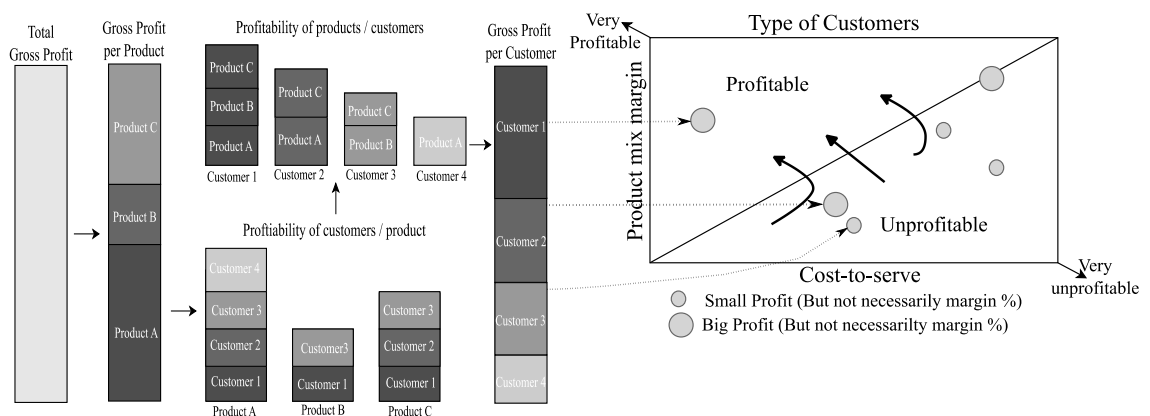 Total
Gross Profit
Gross Profit
per Product
Product C
Product B
Product A
Profitability of products / customers
Product C
Product B
Product A
Customer 1
Product C
Product A
Customer 2
Product C
Product B
Customer 3
Product A
Customer 4
Proftiability of customers / product
Customer 4
Customer 3
Customer 2
Customer 1
Product A
Customer3
Customer 1
Product B
Customer 3
Customer 2
Customer 1
Product C
Gross Profit
per Customer
Customer 1
Customer 2
Customer 3
Customer 4
Very
Profitable
Type of Customers
Product mix margin
Profitable
Unprofitable
Cost-to-serve
Very
unprofitable
Small Profit (But not necessarily margin %)
Big Profit (But not necessarilty margin %)